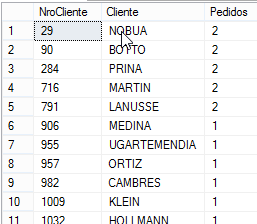 NroCliente Cliente Pedidos
1 29 NOBUA 2
2 90 BOTTO 2
3 284 PRINA 2
4 716 MARTIN 2
5 791 LANUSSE 2
6 906 MEDINA 1
7 955 UGARTEMENDIA 1
8 957 ORTIZ 1
9 982 CAMBRES 1
10 1009 KLEIN 1
11 1032 HOLLMANN 1